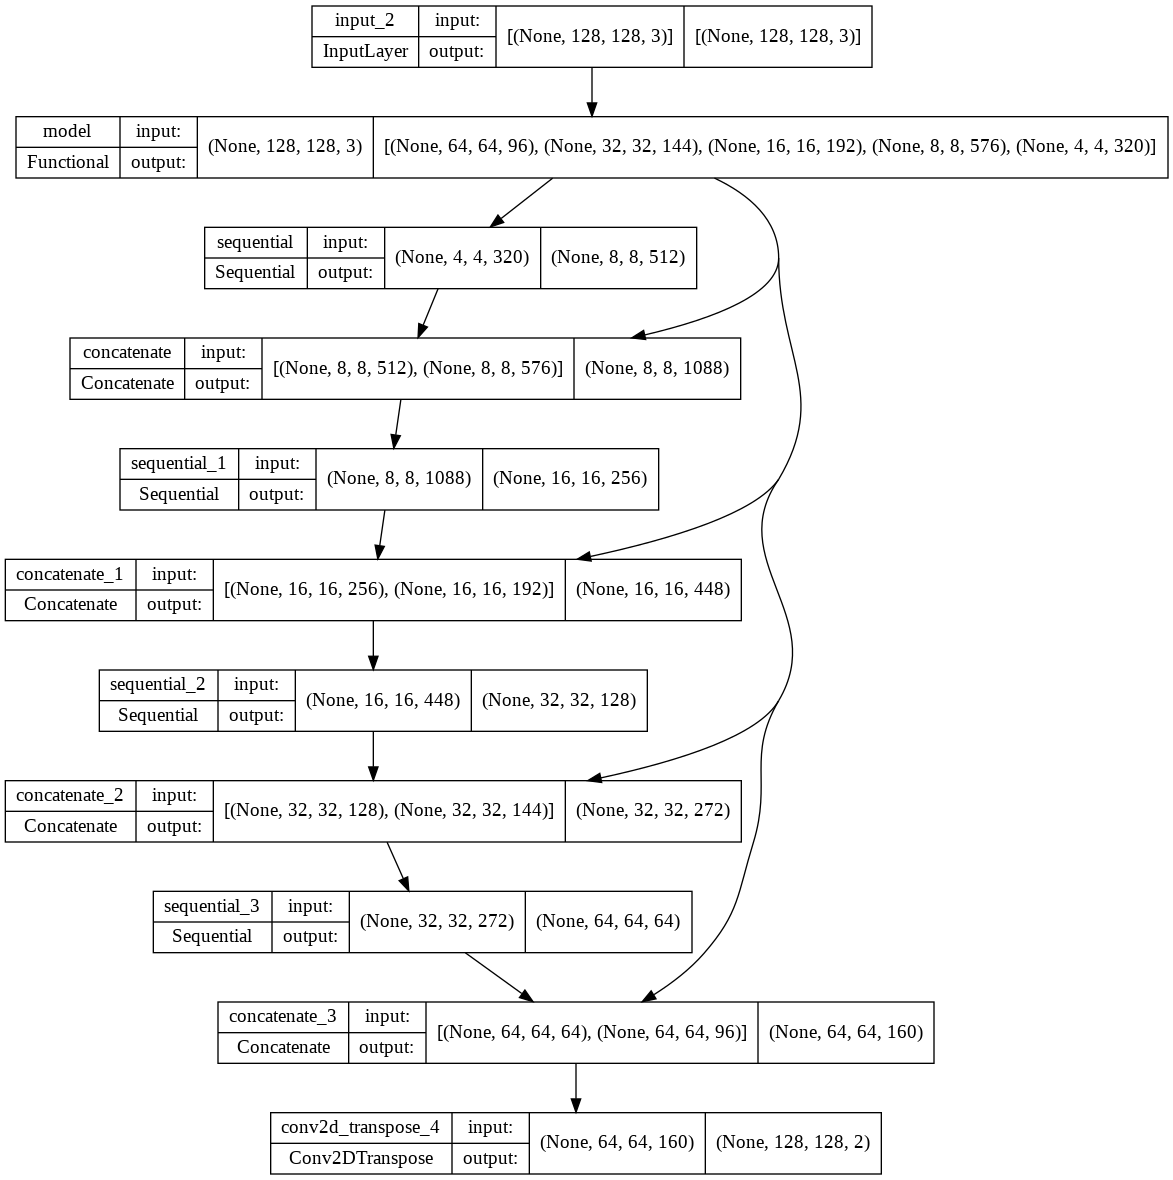 input_2 input: [(None, 128, 128, 3)] [(None, 128, 128, 3)]
InputLayer output:
model input: (None, 128, 128, 3) [(None, 64, 64, 96), (None, 32, 32, 144), (None, 16, 16, 192), (None, 8, 8, 576), (None, 4, 4, 320)]
Functional output:
sequential input: (None, 4, 4, 320) (None, 8, 8, 512)
Sequential output:
concatenate input: [(None, 8, 8, 512), (None, 8, 8, 576)] (None, 8, 8, 1088)
Concatenate output:
sequential_1 input: (None, 8, 8, 1088) (None, 16, 16, 256)
Sequential output:
concatenate_1 input: [(None, 16, 16, 256), (None, 16, 16, 192)] (None, 16, 16, 448)
Concatenate output:
sequential_2 input: (None, 16, 16, 448) (None, 32, 32, 128)
Sequential output:
concatenate_2 input: [(None, 32, 32, 128), (None, 32, 32, 144)] (None, 32, 32, 272)
Concatenate output:
sequential_3 input: (None, 32, 32, 272) (None, 64, 64, 64)
Sequential output:
concatenate_3 input: [(None, 64, 64, 64), (None, 64, 64, 96)] (None, 64, 64, 160)
Concatenate output:
conv2d_transpose_4 input: (None, 64, 64, 160) (None, 128, 128, 2)
Conv2DTranspose output: